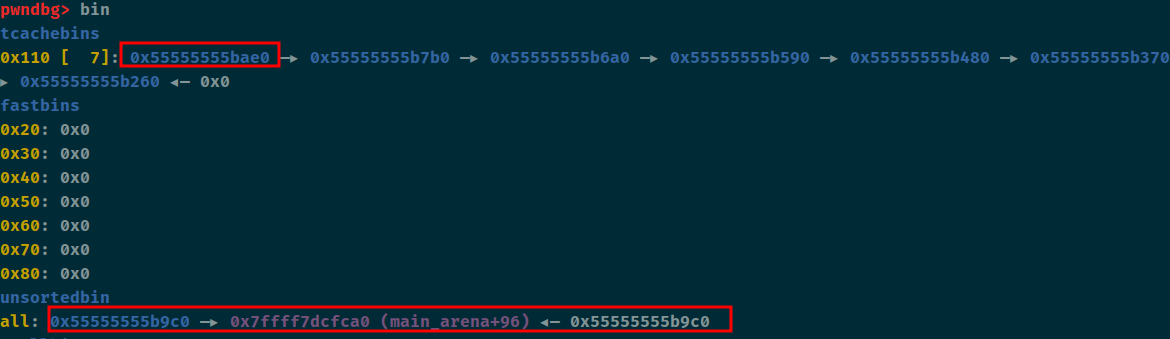 pwndbg> bin
tcachebins
0x110 [  7]: 0x55555555bae0 —▸ 0x55555555b7b0 —▸ 0x55555555b6a0 —▸ 0x55555555b590 —▸ 0x55555555b480 —▸ 0x55555555b370
▸ 0x55555555b260 ◂— 0x0
fastbins
0x20: 0x0
0x30: 0x0
0x40: 0x0
0x50: 0x0
0x60: 0x0
0x70: 0x0
0x80: 0x0
unsortedbin
all: 0x55555555b9c0 —▸ 0x7ffff7dcfca0 (main_arena+96) ◂— 0x55555555b9c0